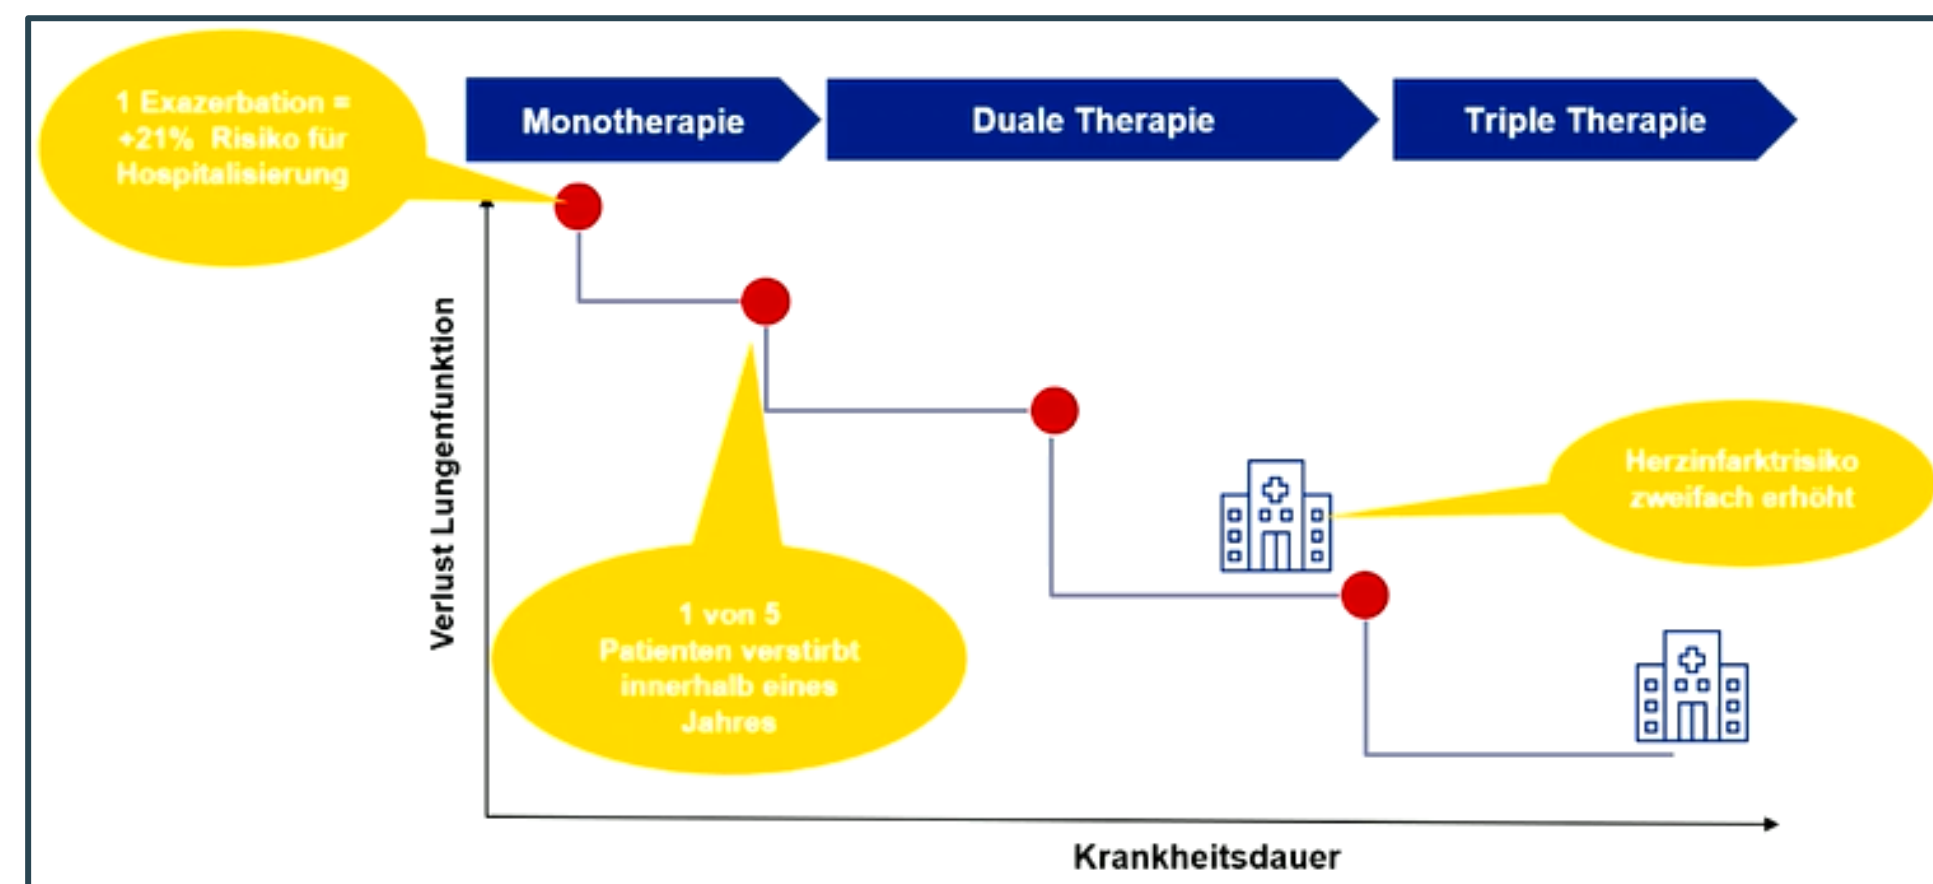 1 Exazerbation =
+21% Risiko für
Hospitalisierung
Monotherapie
Duale Therapie
Triple Therapie
Verlust Lungenfunktion
Herzinfarktrisiko
zweifach erhöht
1 von 5
Patienten verstirbt
innerhalb eines
Jahres
Krankheitsdauer